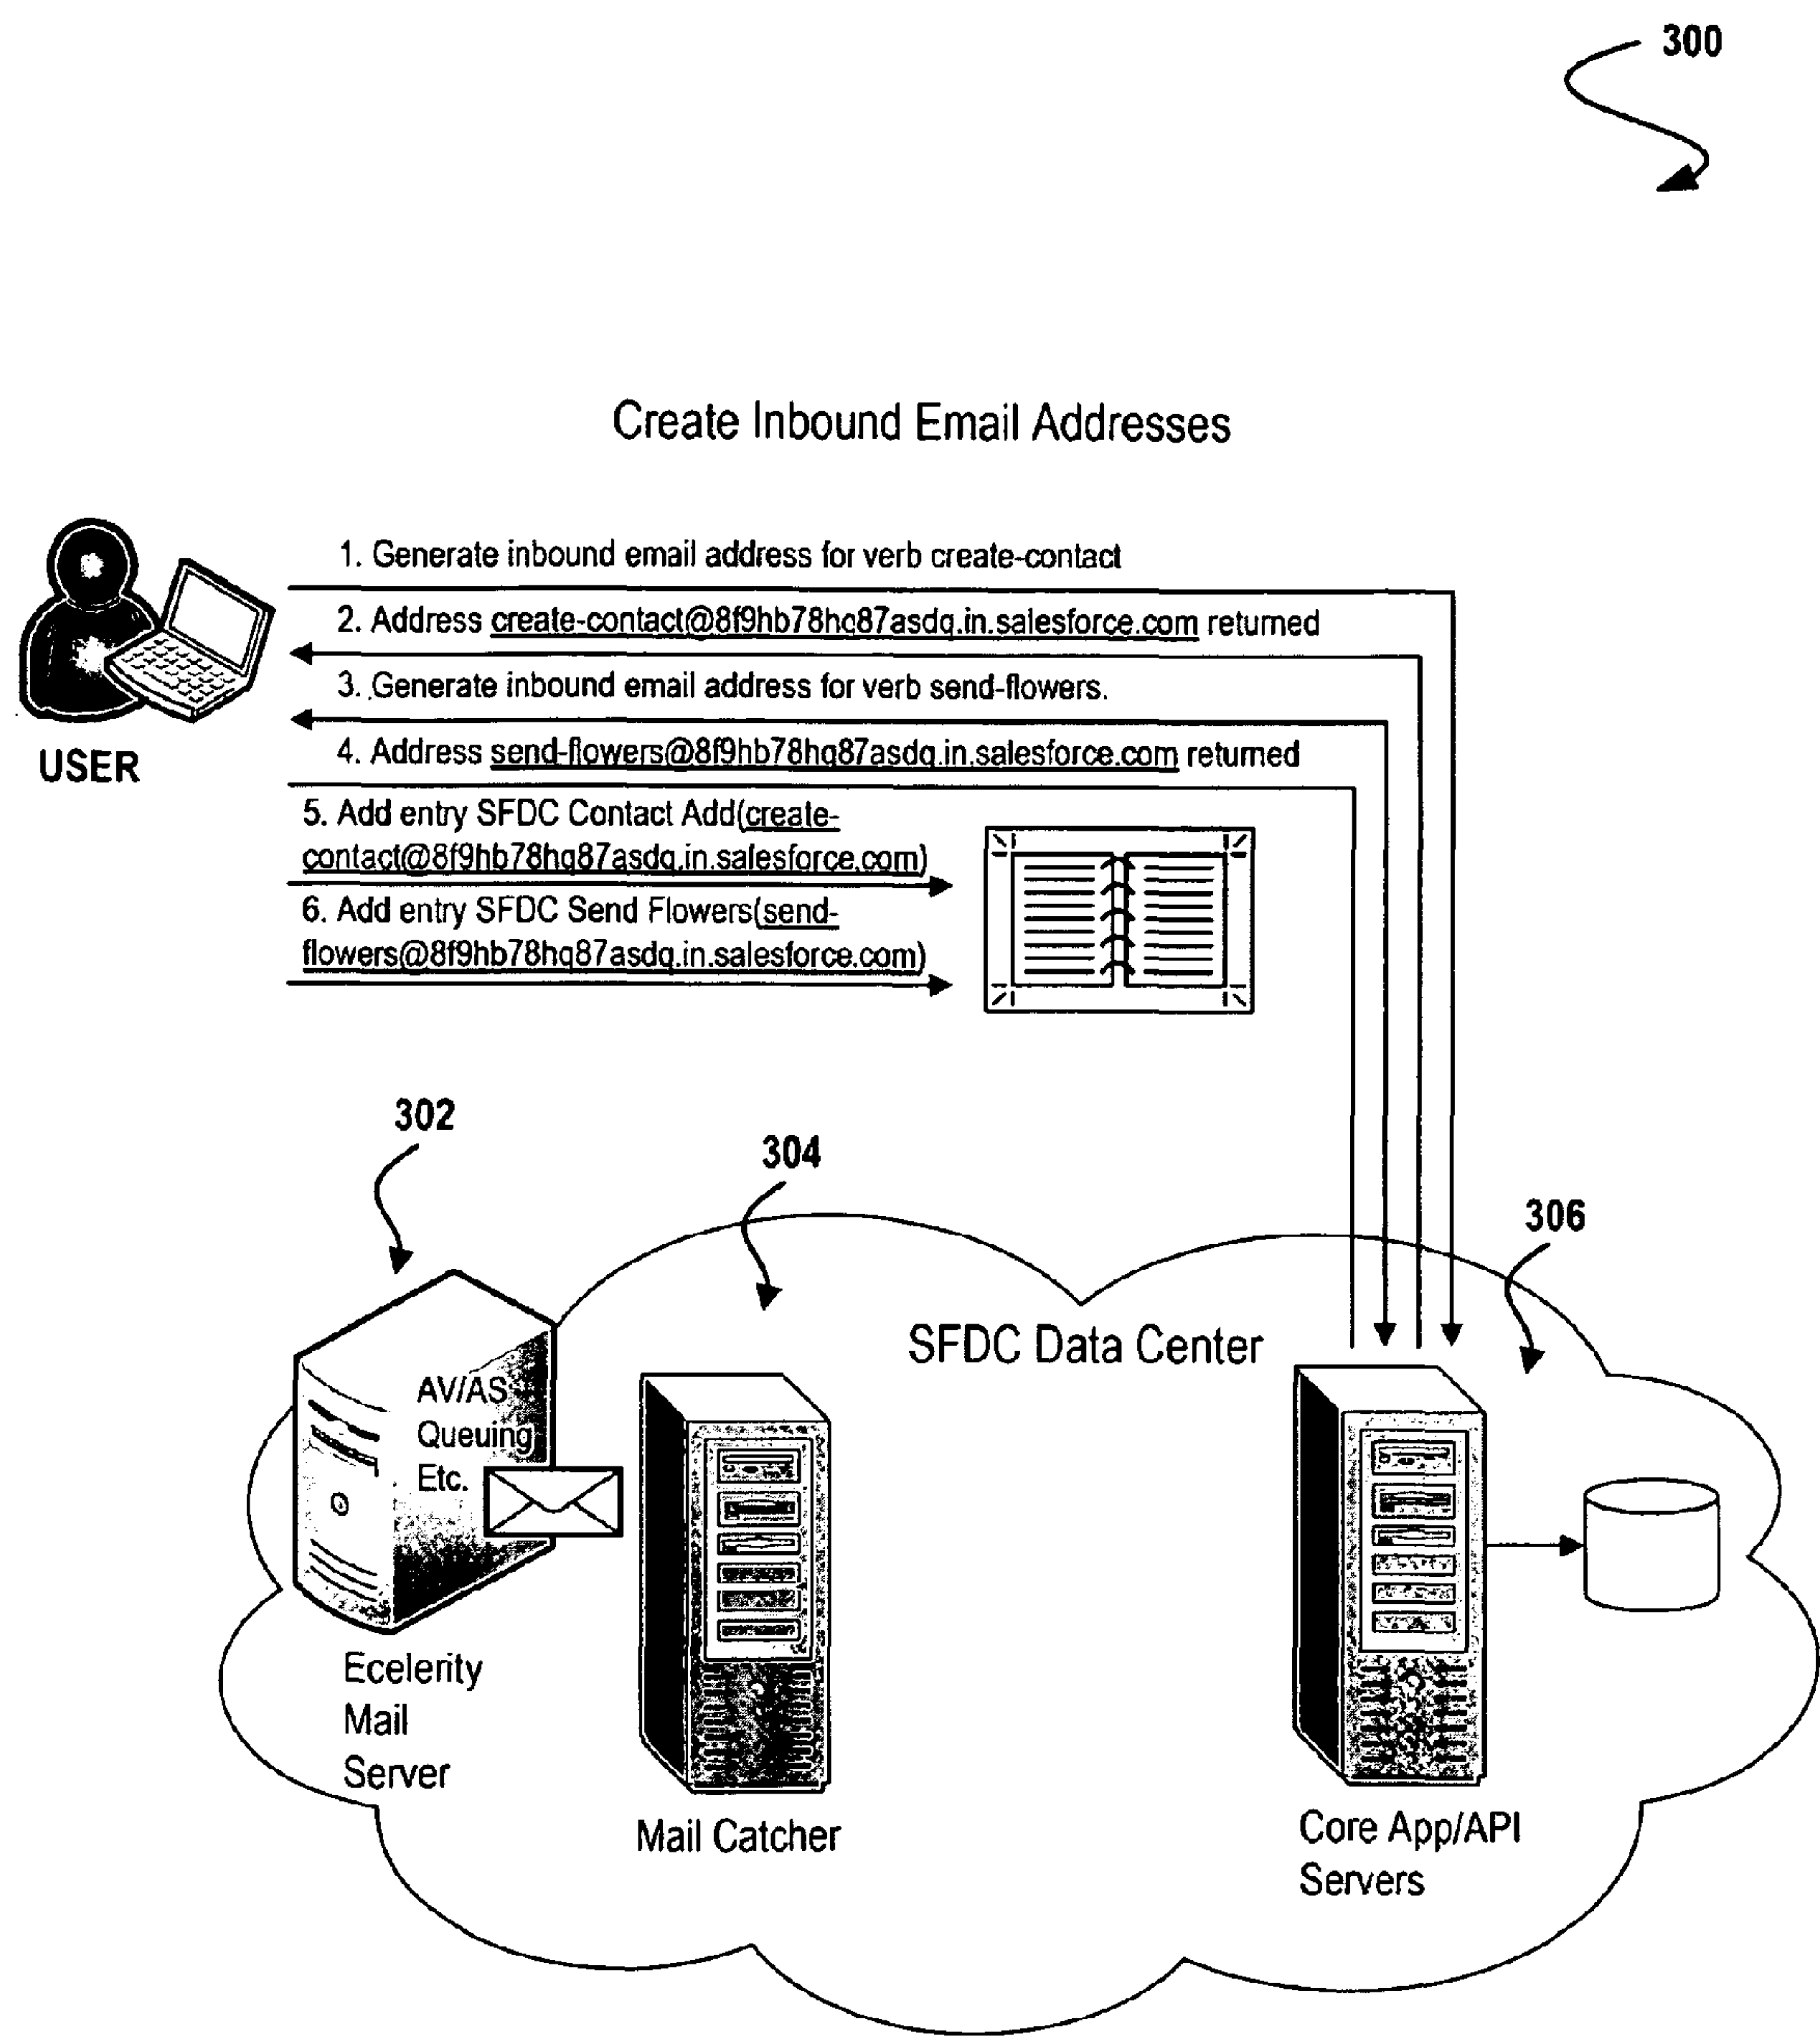 300
Create Inbound Email Addresses
1. Generate inbound email address for verb create-contact
2. Address create-contact@8f9hb78hq87asdq.in.salesforce.com returned
3. Generate inbound email address for verb send-flowers.
4. Address send-flowers@8f9hb78hq87asdq.in.salesforce.com returned
USER
5. Add entry SFDC Contact Add(create-
contact@8f9hb78hq87asdq.in.salesforce.com)
6. Add entry SFDC Send Flowers(send-
flowers@8f9hb78hq87asdq.in.salesforce.com)
302
304
306
SFDC Data Center
AV/AS
Queuing
Etc.
Ecelerity
Mail
Server
Mail Catcher
Core App/API
Servers